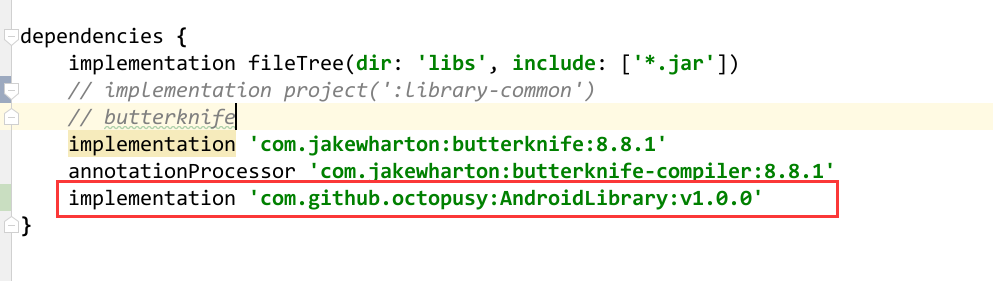 dependencies {
    implementation fileTree(dir: 'libs', include: ['*.jar'])
    // implementation project(':library-common')
    // butterknife
    implementation 'com.jakewharton:butterknife:8.8.1'
    annotationProcessor 'com.jakewharton:butterknife-compiler:8.8.1'
    implementation 'com.github.octopusy:AndroidLibrary:v1.0.0'
}